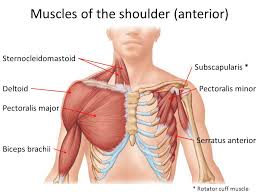 Muscles of the shoulder (anterior)
Sternocleidomastoid
Subscapularis *
Deltoid
Pectoralis minor
Pectoralis major
Serratus anterior
Biceps brachii
* Rotator cuff muscle